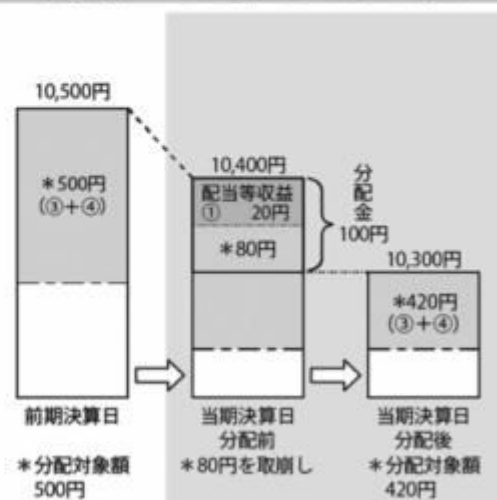 10,500円
*500円
(③+④)
前期決算日
*分配対象額
500円
10,400円
配当等収益
① 20円
*80円
分配金
100円
当期決算日
分配前
*80円を取崩し
10,300円
*420円
(③+④)
当期決算日
分配後
*分配対象額
420円